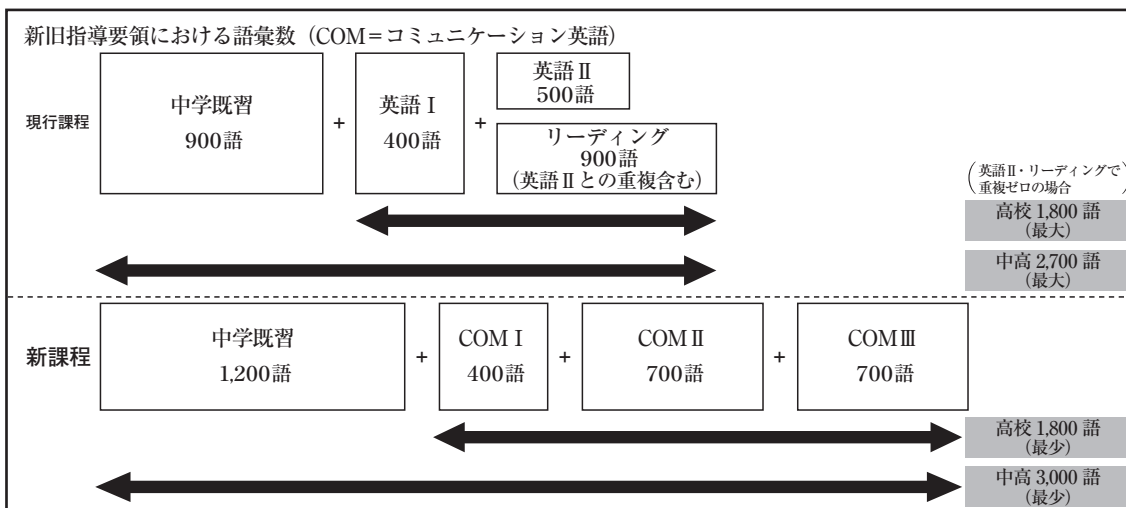 新旧指導要領における語彙数（COM＝コミュニケーション英語）
現行課程
中学既習
900語
+
英語Ⅰ
400語
+
英語Ⅱ
500語
リーディング
900語
(英語Ⅱとの重複含む)
(英語Ⅱ・リーディングで
重複ゼロの場合)
高校 1,800 語
(最大)
中高 2,700 語
(最大)
新課程
中学既習
1,200語
+
COMⅠ
400語
+
COMⅡ
700語
+
COMⅢ
700語
高校 1,800 語
(最少)
中高 3,000 語
(最少)